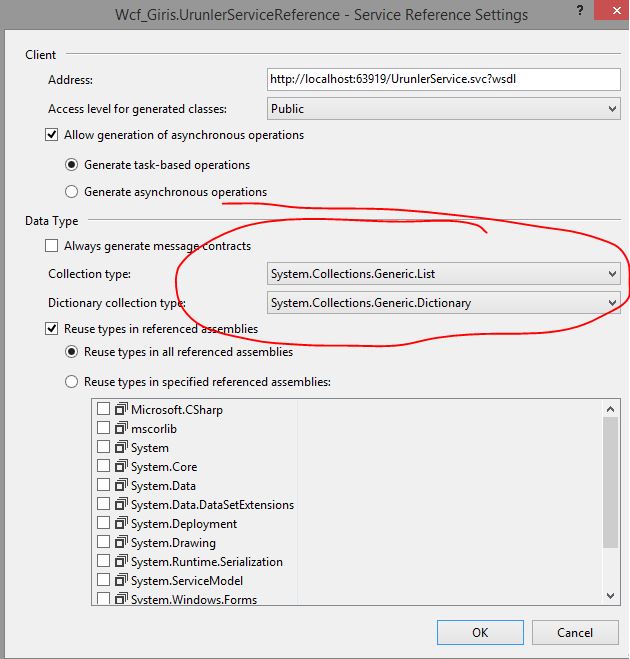 Wcf_Giris.UrunlerServiceReference - Service Reference Settings
? ×
Client
Address: http://localhost:63919/UrunlerService.svc?wsdl
Access level for generated classes: Public
Allow generation of asynchronous operations
Generate task-based operations
Generate asynchronous operations
Data Type
Always generate message contracts
Collection type: System.Collections.Generic.List
Dictionary collection type: System.Collections.Generic.Dictionary
Reuse types in referenced assemblies
Reuse types in all referenced assemblies
Reuse types in specified referenced assemblies:
Microsoft.CSharp
mscorlib
System
System.Core
System.Data
System.Data.DataSetExtensions
System.Deployment
System.Drawing
System.Runtime.Serialization
System.ServiceModel
System.Windows.Forms
OK Cancel